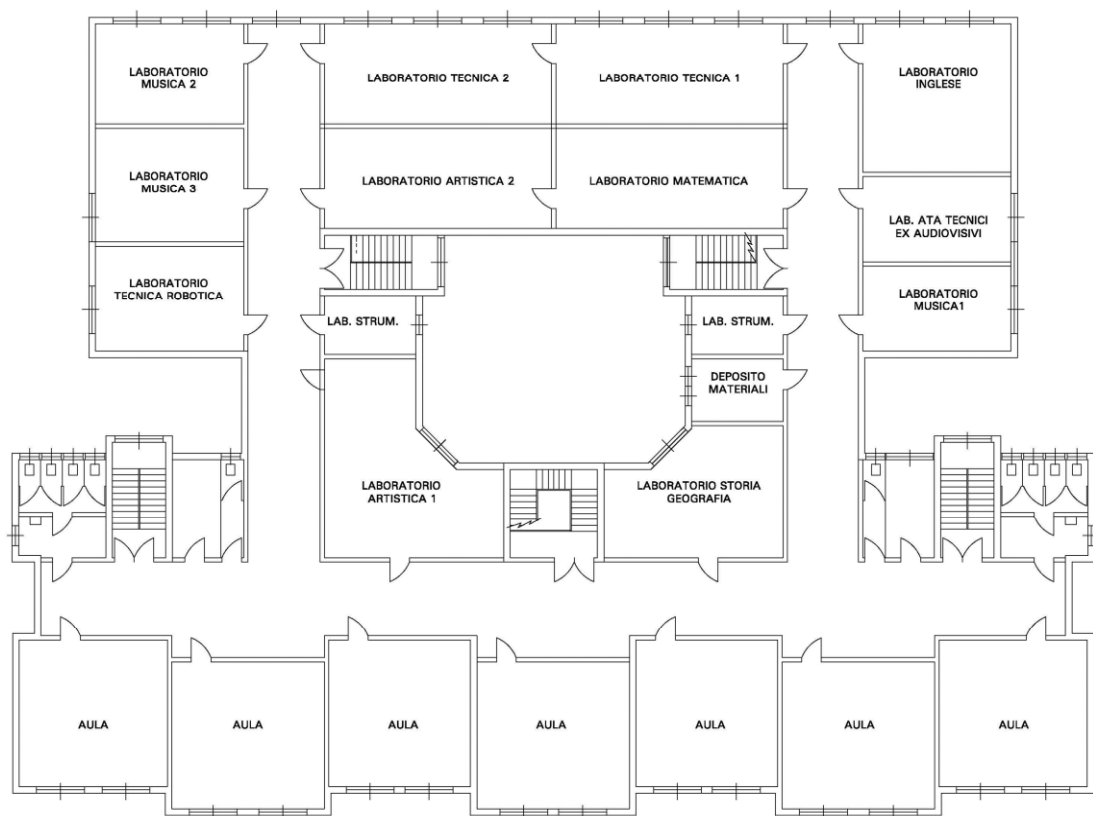 LABORATORIO
MUSICA 2
LABORATORIO TECNICA 2
LABORATORIO TECNICA 1
LABORATORIO
INGLESE
LABORATORIO
MUSICA 3
LABORATORIO ARTISTICA 2
LABORATORIO MATEMATICA
LAB. ATA TECNICI
EX AUDIOVISIVI
LABORATORIO
TECNICA ROBOTICA
LABORATORIO
MUSICA1
LAB. STRUM.
LAB. STRUM.
DEPOSITO
MATERIALI
LABORATORIO
ARTISTICA 1
LABORATORIO STORIA
GEOGRAFIA
AULA
AULA
AULA
AULA
AULA
AULA
AULA